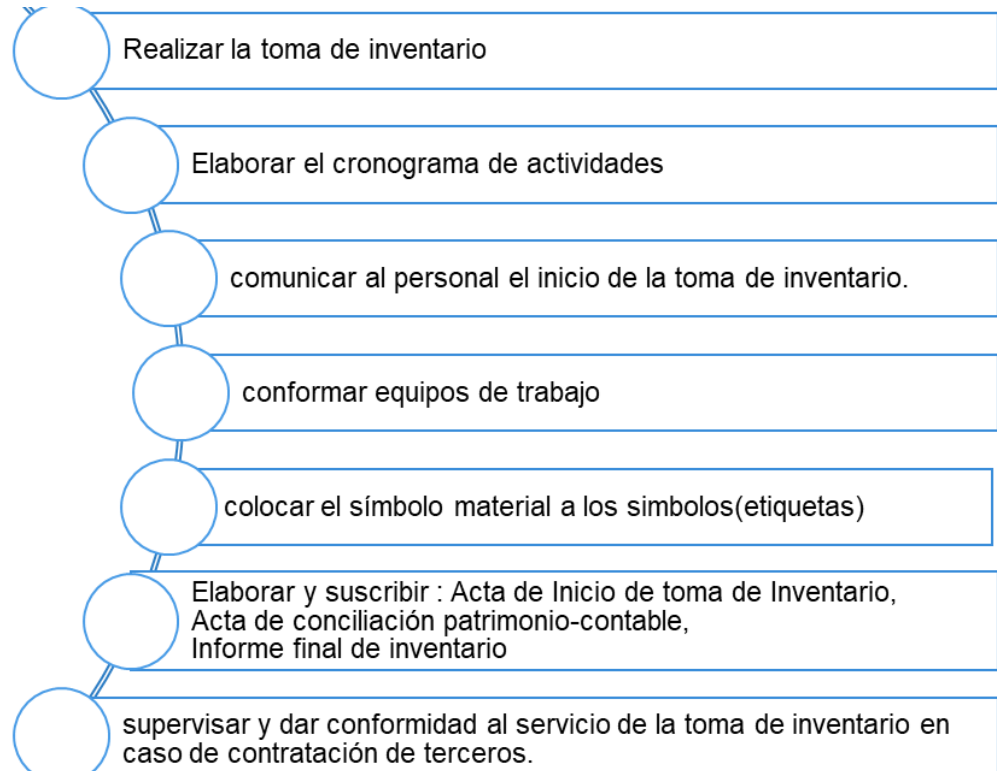 Realizar la toma de inventario
Elaborar el cronograma de actividades
comunicar al personal el inicio de la toma de inventario.
conformar equipos de trabajo
colocar el símbolo material a los simbolos(etiquetas)
Elaborar y suscribir : Acta de Inicio de toma de Inventario,
Acta de conciliación patrimonio-contable,
Informe final de inventario
supervisar y dar conformidad al servicio de la toma de inventario en
caso de contratación de terceros.